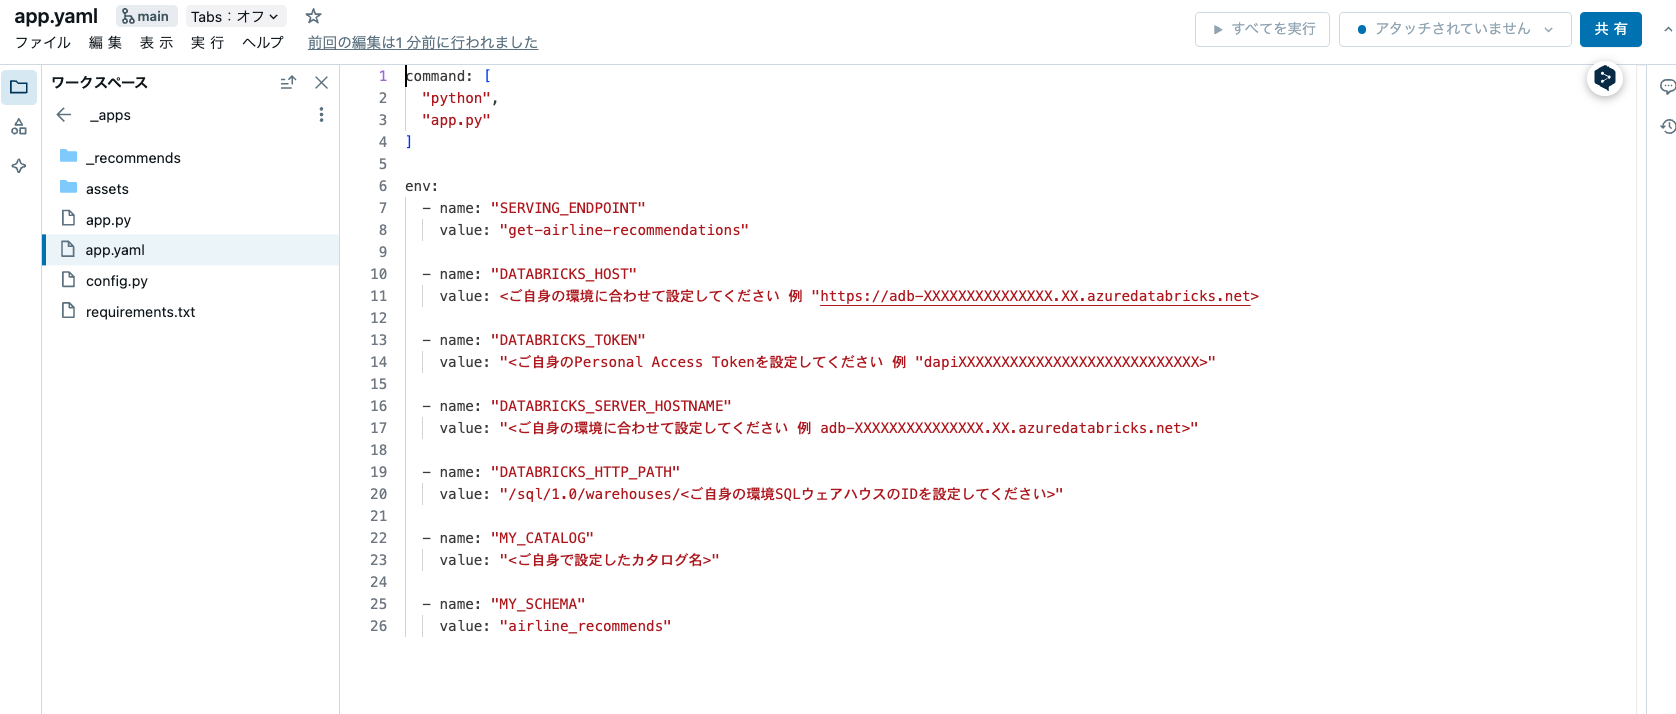 app.yaml main Tabs：オフ
ファイル 編集 表示 実行 ヘルプ 前回の編集は1分前に行われました
すべてを実行 アタッチされていません 共有
ワークスペース
_apps
_recommends
assets
app.py
app.yaml
config.py
requirements.txt
1 command: [
2 "python",
3 "app.py"
4 ]
5
6 env:
7 - name: "SERVING_ENDPOINT"
8 value: "get-airline-recommendations"
9
10 - name: "DATABRICKS_HOST"
11 value: <ご自身の環境に合わせて設定してください 例 "https://adb-XXXXXXXXXXXXXXX.XX.azuredatabricks.net>
12
13 - name: "DATABRICKS_TOKEN"
14 value: "<ご自身のPersonal Access Tokenを設定してください 例 "dapiXXXXXXXXXXXXXXXXXXXXXXXXXXXX>"
15
16 - name: "DATABRICKS_SERVER_HOSTNAME"
17 value: "<ご自身の環境に合わせて設定してください 例 adb-XXXXXXXXXXXXXXX.XX.azuredatabricks.net>"
18
19 - name: "DATABRICKS_HTTP_PATH"
20 value: "/sql/1.0/warehouses/<ご自身の環境SQLウェアハウスのIDを設定してください>"
21
22 - name: "MY_CATALOG"
23 value: "<ご自身で設定したカタログ名>"
24
25 - name: "MY_SCHEMA"
26 value: "airline_recommends"